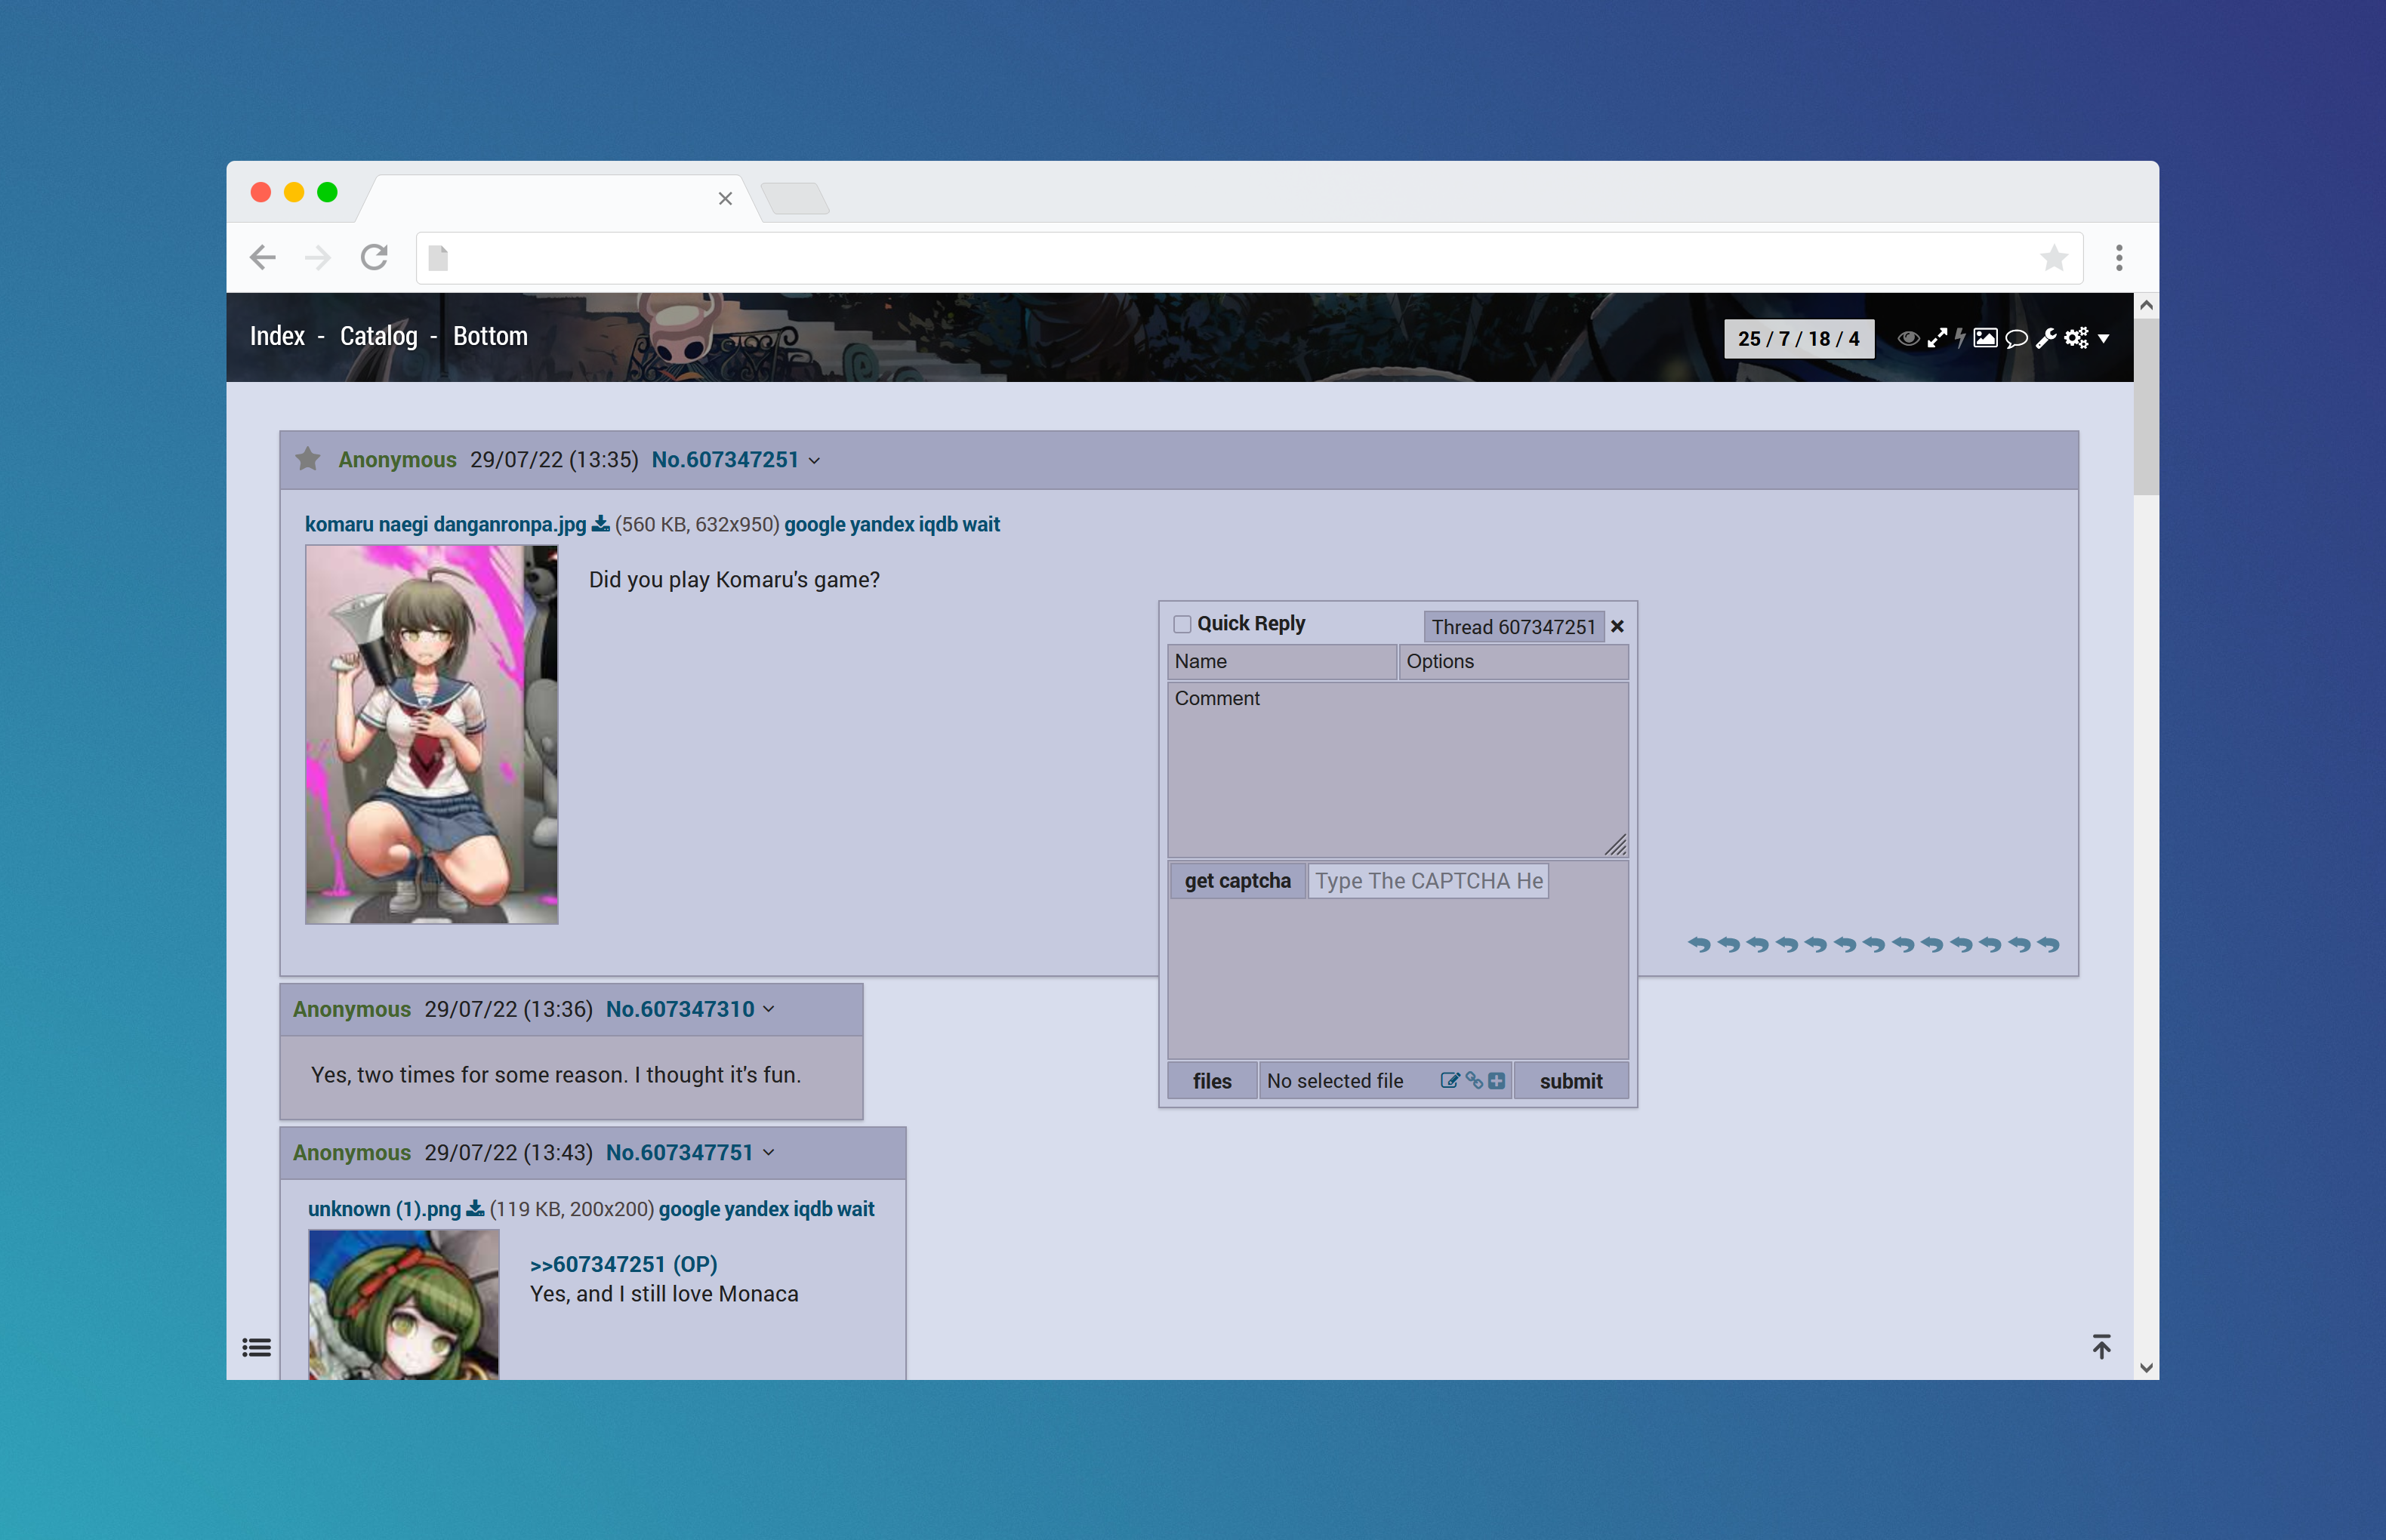 Index - Catalog - Bottom
25 / 7 / 18 / 4
Anonymous 29/07/22 (13:35) No.607347251
komaru naegi danganronpa.jpg (560 KB, 632x950) google yandex iqdb wait
Did you play Komaru's game?
Quick Reply Thread 607347251
Name Options
Comment
get captcha Type The CAPTCHA He
files No selected file submit
Anonymous 29/07/22 (13:36) No.607347310
Yes, two times for some reason. I thought it's fun.
Anonymous 29/07/22 (13:43) No.607347751
unknown (1).png (119 KB, 200x200) google yandex iqdb wait
>>607347251 (OP)
Yes, and I still love Monaca